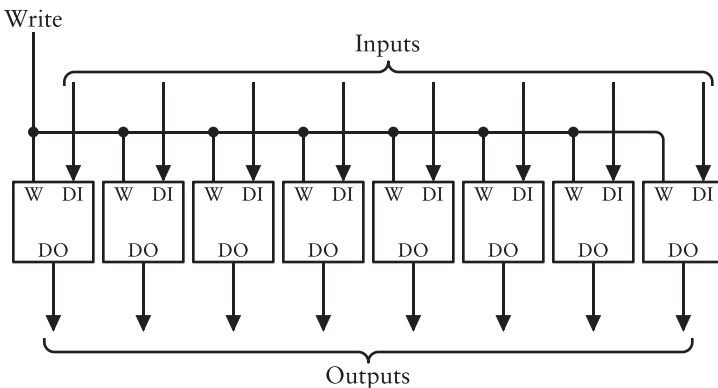 Write
Inputs
W DI W DI W DI W DI W DI W DI W DI W DI
DO DO DO DO DO DO DO DO
Outputs